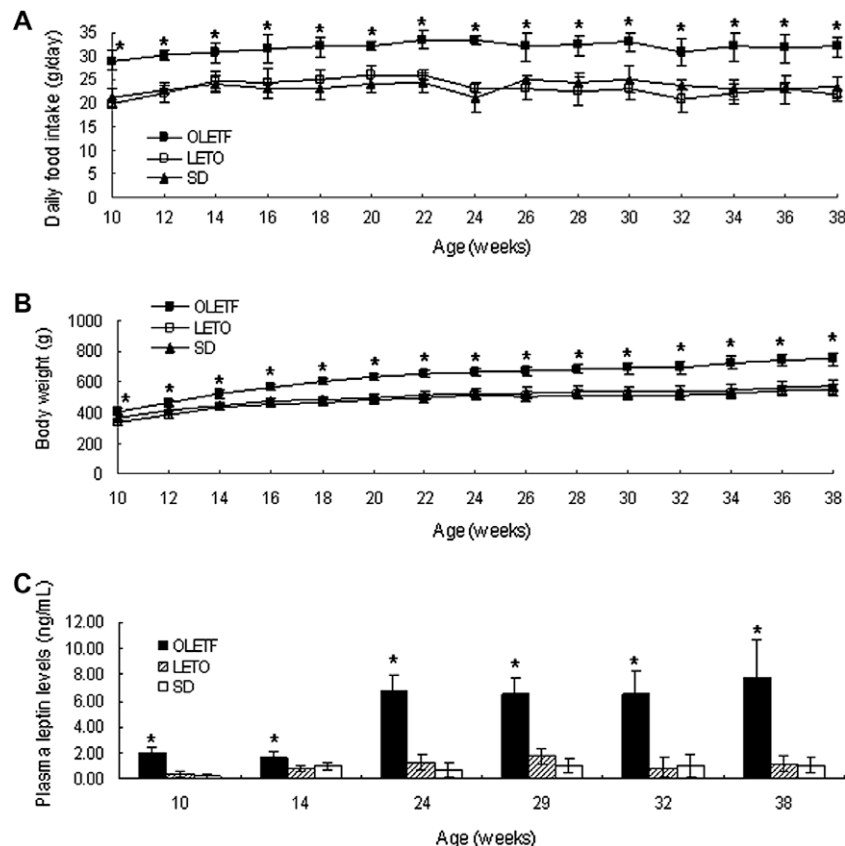 A
Daily food intake (g/day)
35
30
25
20
15
10
5
0
* * * * * * * * * * * * * * *
OLETF
LETO
SD
10 12 14 16 18 20 22 24 26 28 30 32 34 36 38
Age (weeks)
B
Body weight (g)
OLETF
LETO
SD
1000
800
600
400
200
0
* * * * * * * * * * * * * * *
10 12 14 16 18 20 22 24 26 28 30 32 34 36 38
Age (weeks)
C
Plasma leptin levels (ng/mL)
12.00
10.00
8.00
6.00
4.00
2.00
0.00
OLETF
LETO
SD
* * * * * *
10 14 24 29 32 38
Age (weeks)